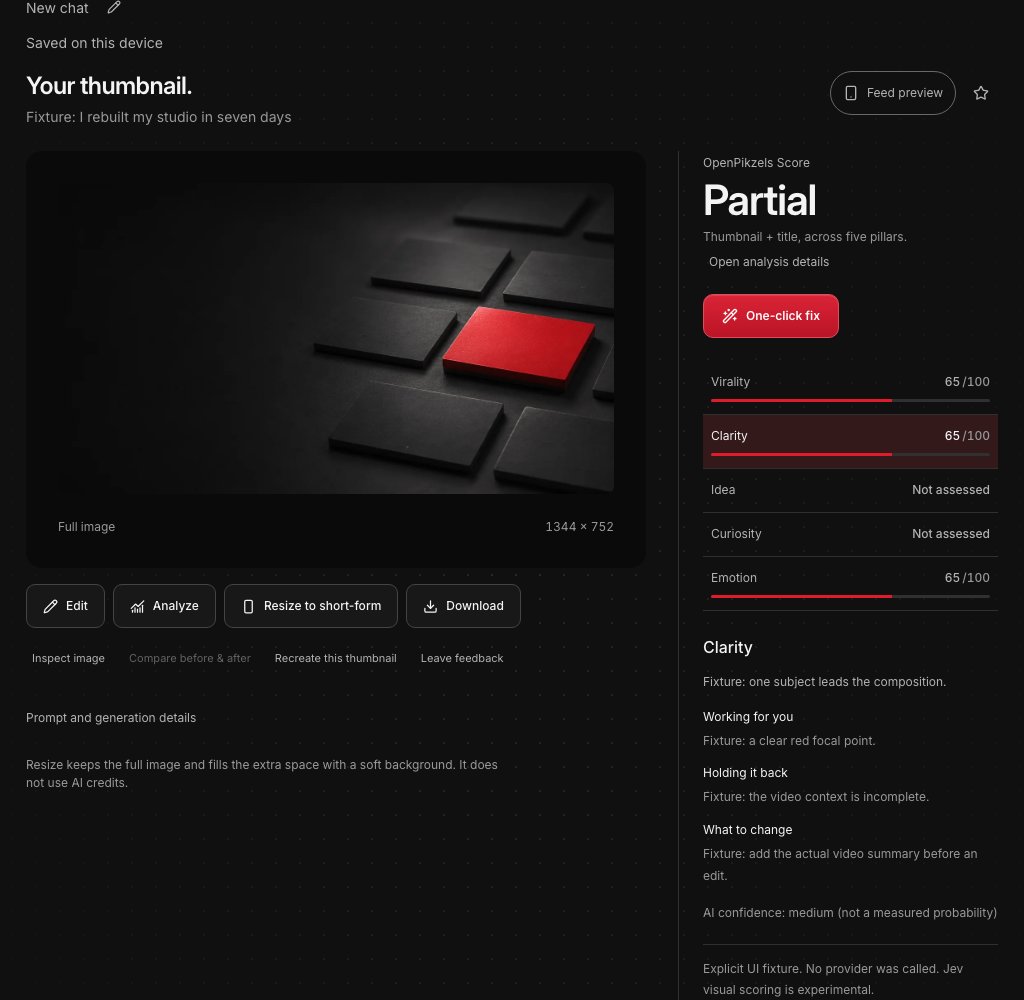 New chat
Saved on this device
Your thumbnail.
Fixture: I rebuilt my studio in seven days
Feed preview
Full image
1344 × 752
Edit
Analyze
Resize to short-form
Download
Inspect image
Compare before & after
Recreate this thumbnail
Leave feedback
Prompt and generation details
Resize keeps the full image and fills the extra space with a soft background. It does
not use AI credits.
OpenPikzels Score
Partial
Thumbnail + title, across five pillars.
Open analysis details
One-click fix
Virality 65/100
Clarity 65/100
Idea Not assessed
Curiosity Not assessed
Emotion 65/100
Clarity
Fixture: one subject leads the composition.
Working for you
Fixture: a clear red focal point.
Holding it back
Fixture: the video context is incomplete.
What to change
Fixture: add the actual video summary before an
edit.
AI confidence: medium (not a measured probability)
Explicit UI fixture. No provider was called. Jev
visual scoring is experimental.